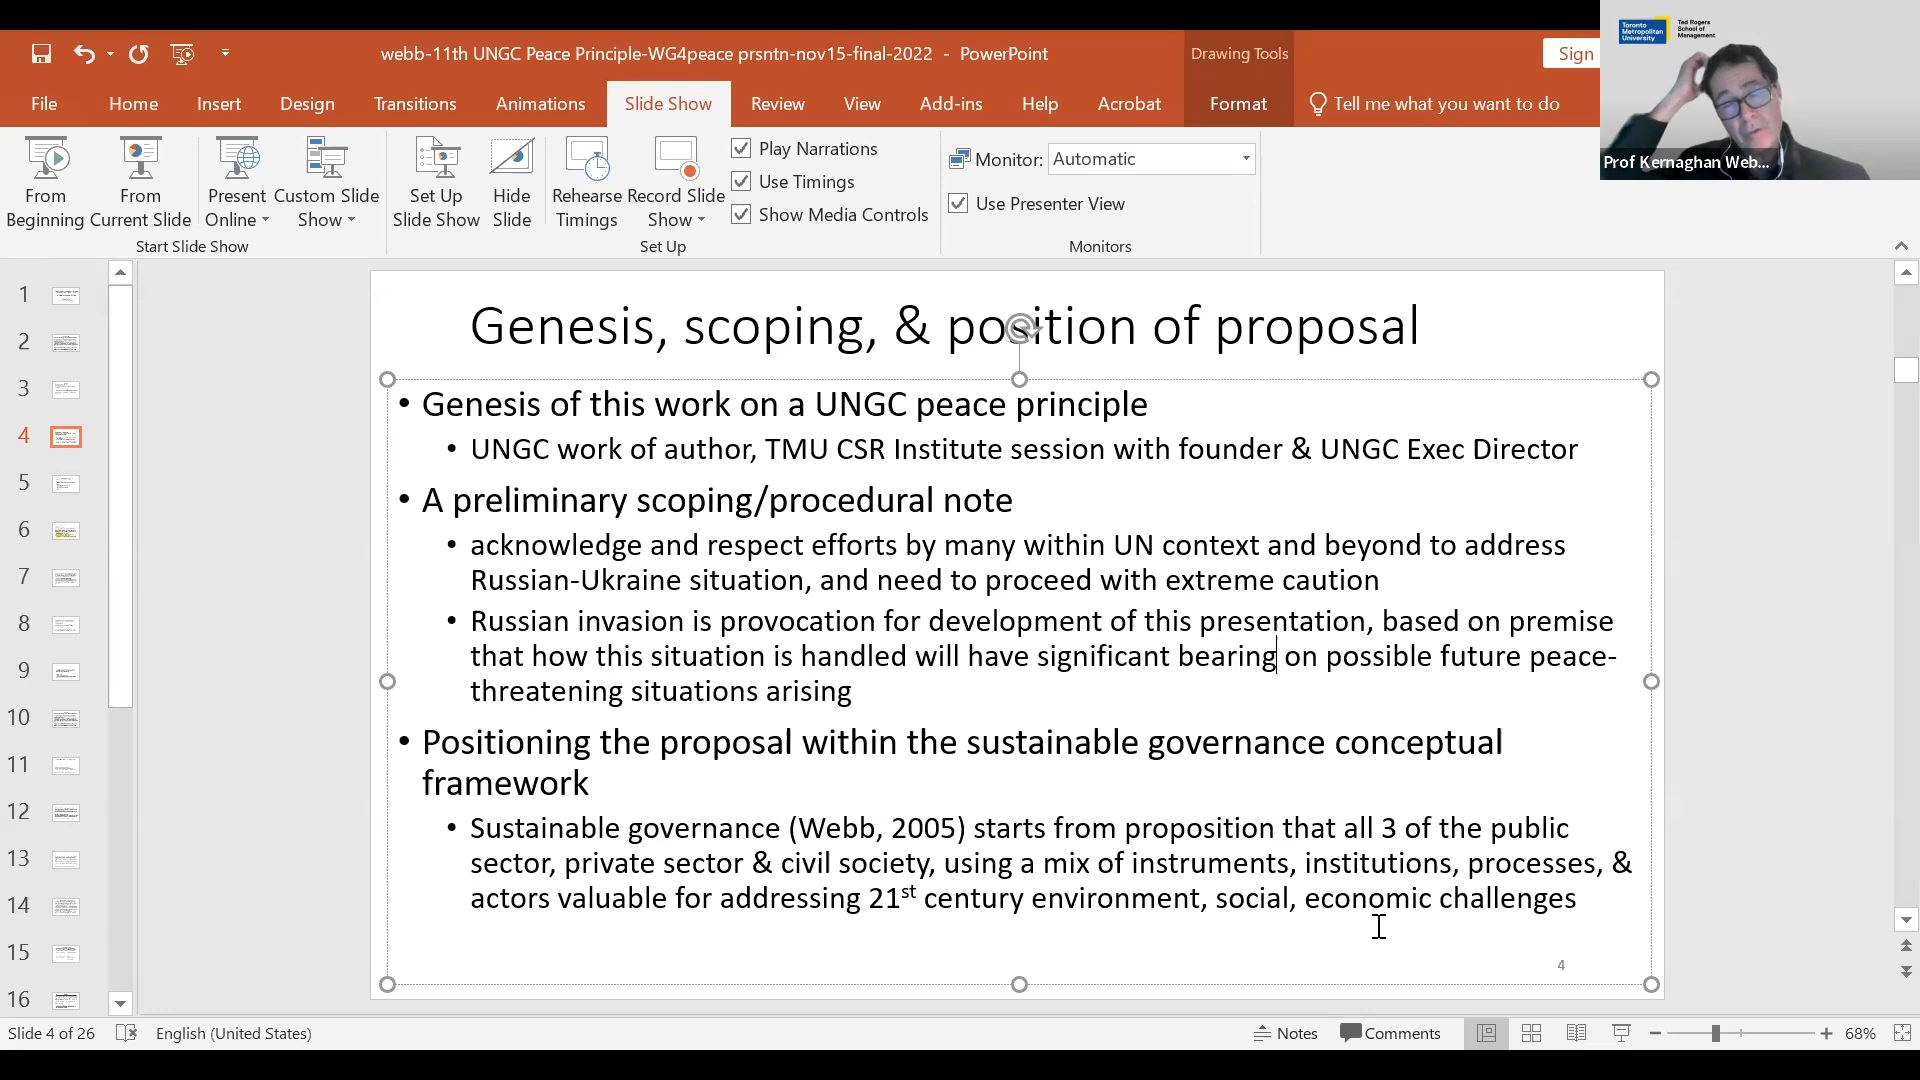 Toronto
Metropolitan
University
Ted Rogers
School of
Management
webb-11th UNGC Peace Principle-WG4peace prsntn-nov15-final-2022 - PowerPoint
Drawing Tools
Sign
File
Home
Insert
Design
Transitions
Animations
Slide Show
Review
View
Add-ins
Help
Acrobat
Format
Tell me what you want to do
Prof Kernaghan Web...
From
Beginning
From
Current Slide
Present
Online
Custom Slide
Show
Start Slide Show
Set Up
Slide Show
Hide
Slide
Rehearse
Timings
Record Slide
Show
Play Narrations
Use Timings
Show Media Controls
Set Up
Monitor: Automatic
Use Presenter View
Monitors
1
2
3
4
5
6
7
8
9
10
11
12
13
14
15
16
Genesis, scoping, & position of proposal
• Genesis of this work on a UNGC peace principle
• UNGC work of author, TMU CSR Institute session with founder & UNGC Exec Director
• A preliminary scoping/procedural note
• acknowledge and respect efforts by many within UN context and beyond to address
Russian-Ukraine situation, and need to proceed with extreme caution
• Russian invasion is provocation for development of this presentation, based on premise
that how this situation is handled will have significant bearing on possible future peace-
threatening situations arising
• Positioning the proposal within the sustainable governance conceptual
framework
• Sustainable governance (Webb, 2005) starts from proposition that all 3 of the public
sector, private sector & civil society, using a mix of instruments, institutions, processes, &
actors valuable for addressing 21st century environment, social, economic challenges
4
Slide 4 of 26
English (United States)
Notes
Comments
68%